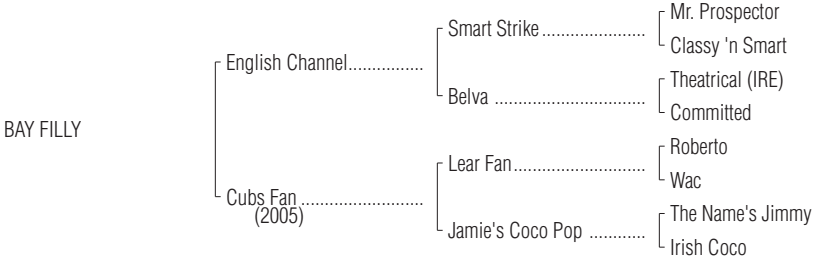 Mr. Prospector
Smart Strike ......................
Classy 'n Smart
English Channel................
Theatrical (IRE)
Belva ................................
Committed
BAY FILLY
Roberto
Lear Fan............................
Wac
Cubs Fan ..........................
(2005)
The Name's Jimmy
Jamie's Coco Pop ............
Irish Coco